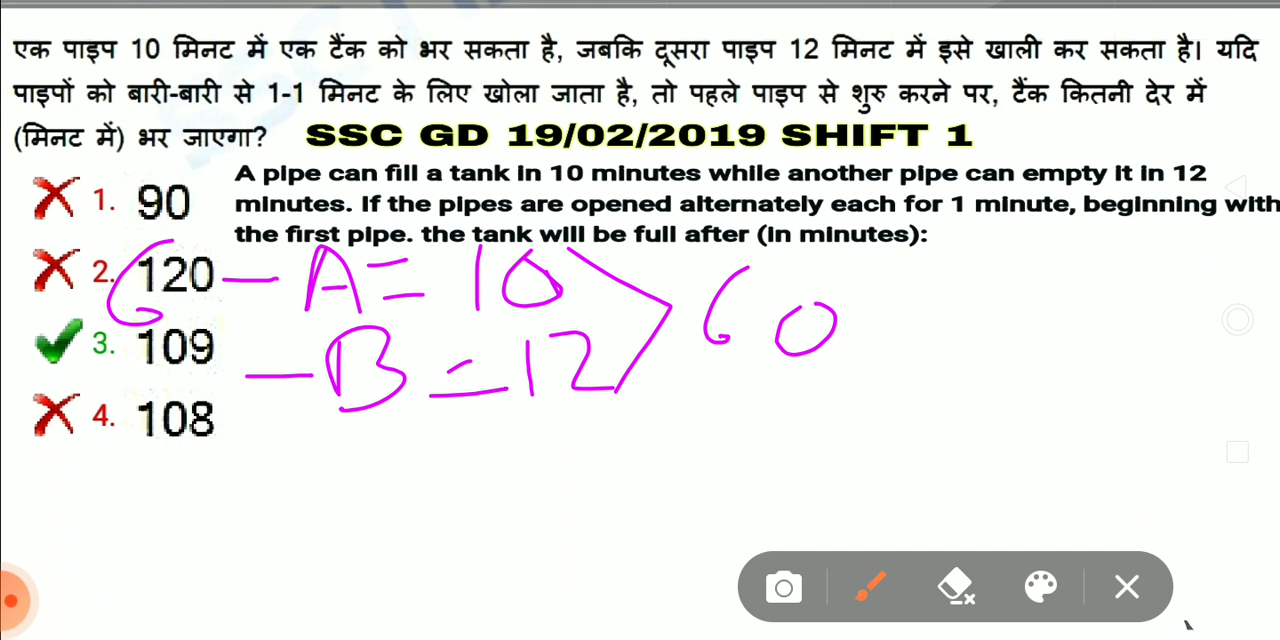 एक पाइप 10 मिनट में एक टैंक को भर सकता है, जबकि दूसरा पाइप 12 मिनट में इसे खाली कर सकता है। यदि
पाइपों को बारी-बारी से 1-1 मिनट के लिए खोला जाता है, तो पहले पाइप से शुरु करने पर, टैंक कितनी देर में
(मिनट में) भर जाएगा? SSC GD 19/02/2019 SHIFT 1
A pipe can fill a tank in 10 minutes while another pipe can empty it in 12
minutes. If the pipes are opened alternately each for 1 minute, beginning with
the first pipe. the tank will be full after (in minutes):
1. 90
2. 120
3. 109
4. 108
6 — A = 10
— B = 12
60